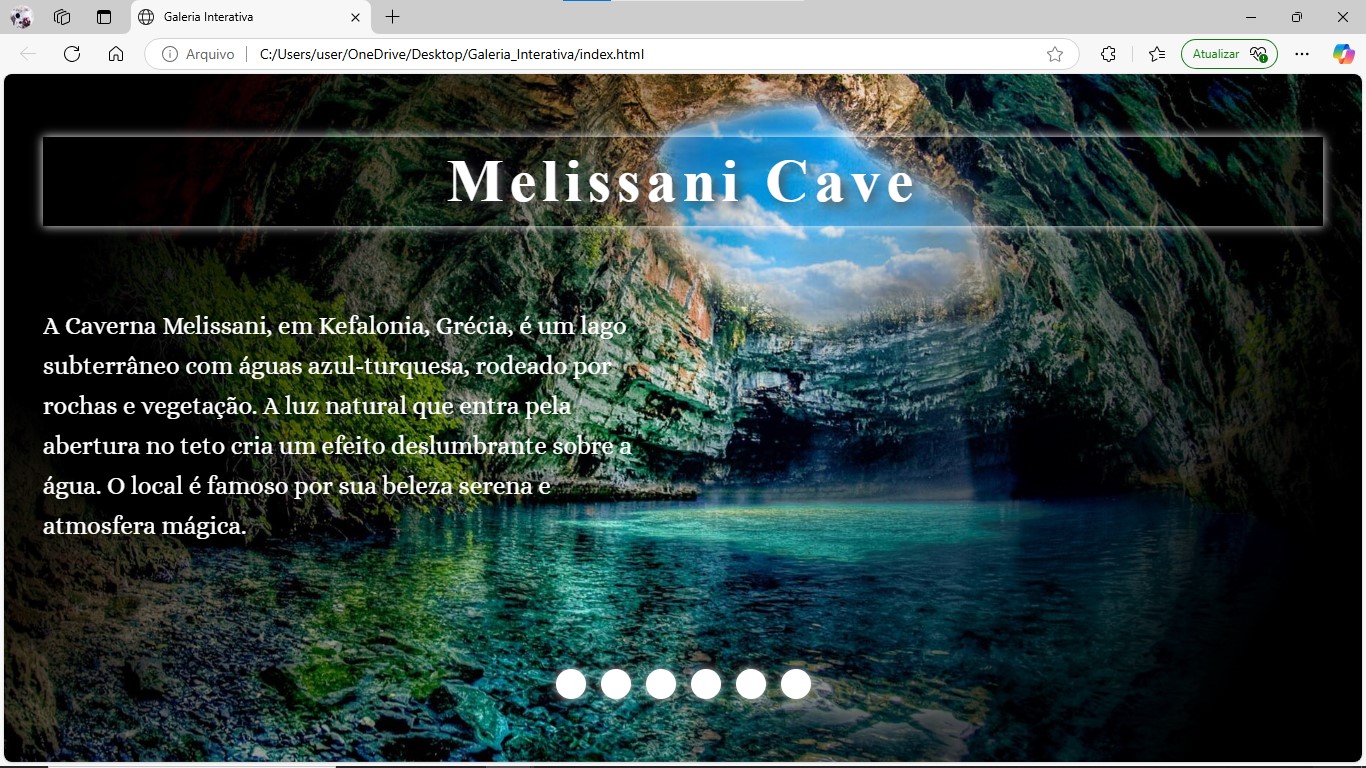 Galeria Interativa
Arquivo
C:/Users/user/OneDrive/Desktop/Galeria_Interativa/index.html
Atualizar
Melissani Cave
A Caverna Melissani, em Kefalonia, Grécia, é um lago
subterrâneo com águas azul-turquesa, rodeado por
rochas e vegetação. A luz natural que entra pela
abertura no teto cria um efeito deslumbrante sobre a
água. O local é famoso por sua beleza serena e
atmosfera mágica.